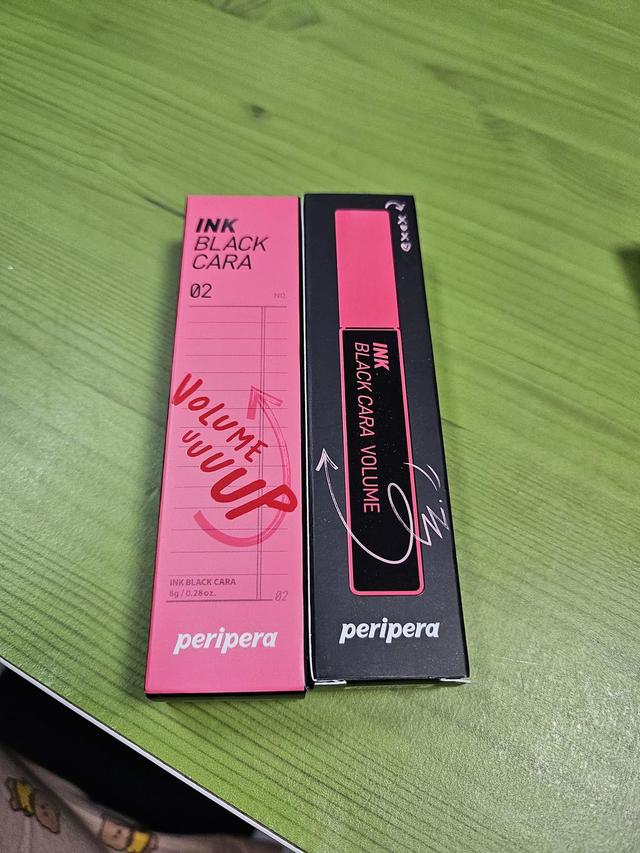 INK
BLACK
CARA
02
NO.
VOLUME
UUUUUP
INK BLACK CARA
8g / 0.28oz.
02
peripera
INK
BLACK CARA VOLUME
peripera